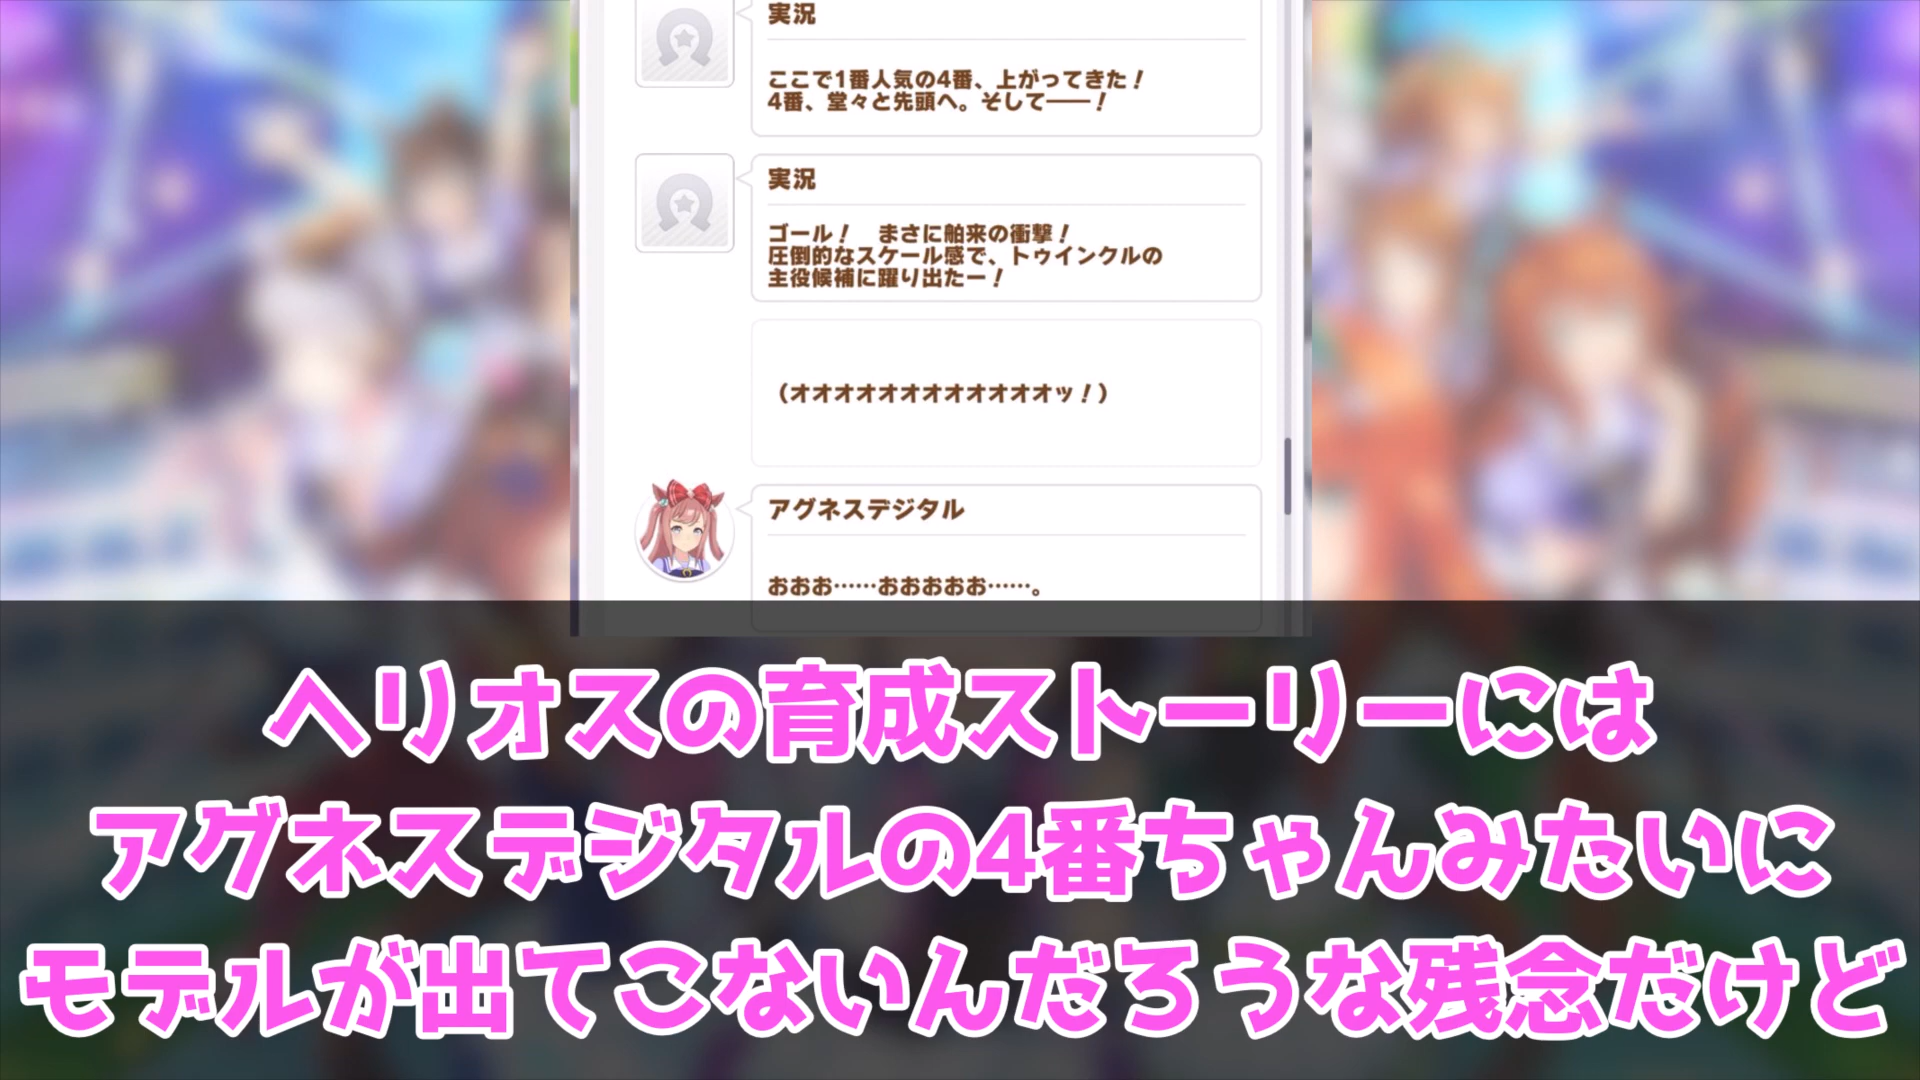 実況
ここで1番人気の4番、上がってきた！
4番、堂々と先頭へ。そして――！
実況
ゴール！　まさに舶来の衝撃！
圧倒的なスケール感で、トゥインクルの
主役候補に躍り出たー！
（オオオオオオオオオオオオッ！）
アグネスデジタル
おおお……おおおおお……。
ヘリオスの育成ストーリーには
アグネスデジタルの4番ちゃんみたいに
モデルが出てこないんだろうな残念だけど